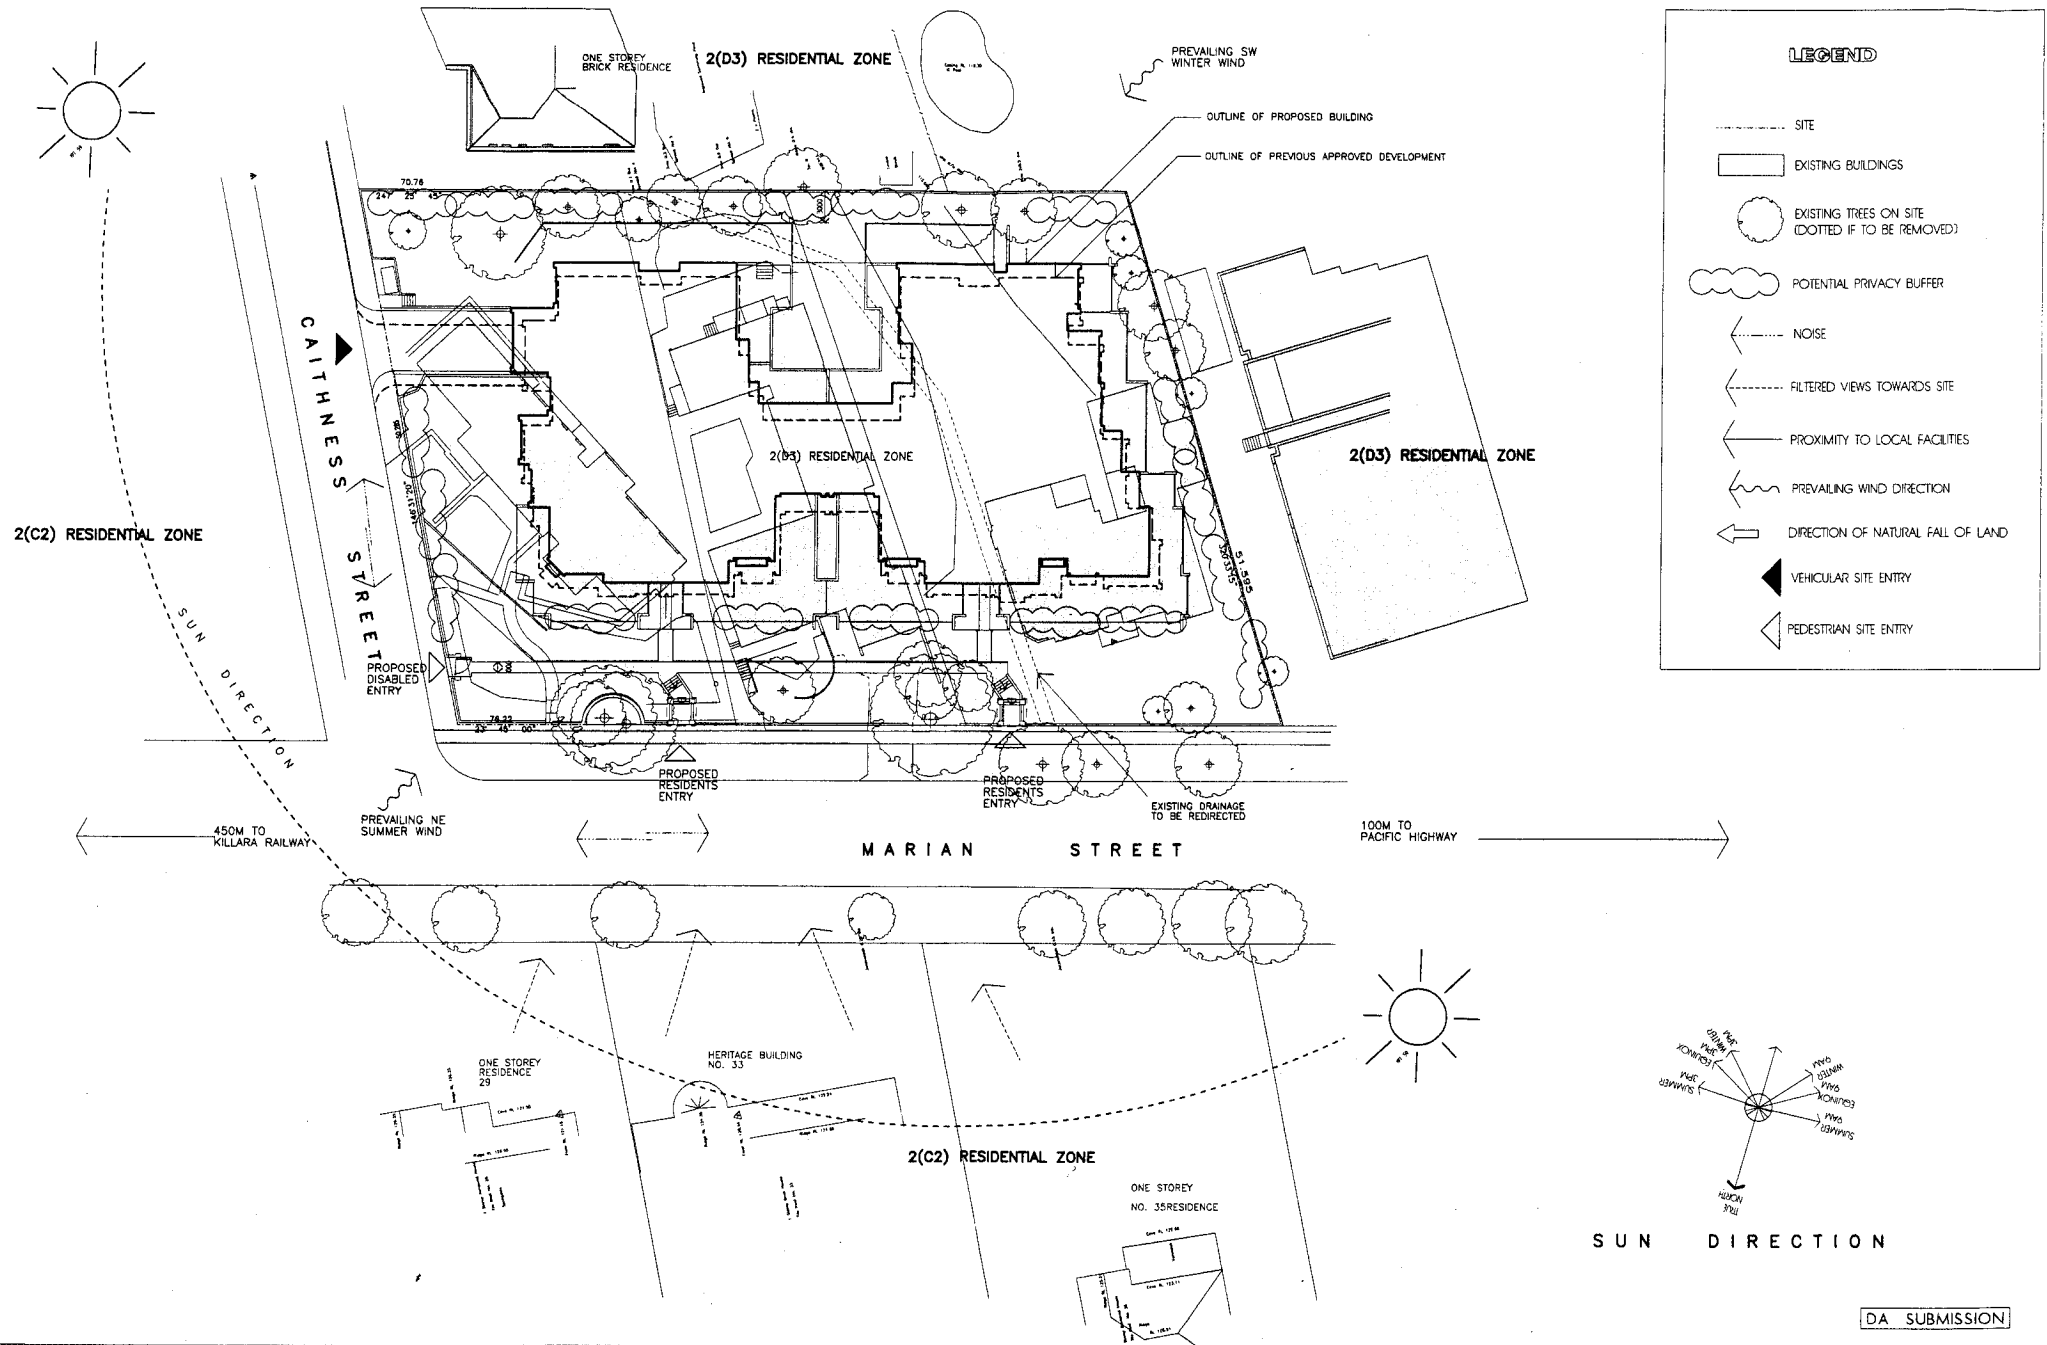 ONE STOREY
BRICK RESIDENCE
2(D3) RESIDENTIAL ZONE
PREVAILING SW
WINTER WIND
OUTLINE OF PROPOSED BUILDING
OUTLINE OF PREVIOUS APPROVED DEVELOPMENT
70.76
247° 25' 45"
CAITHNESS STREET
2(D3) RESIDENTIAL ZONE
2(D3) RESIDENTIAL ZONE
2(C2) RESIDENTIAL ZONE
146°31'20"
51.595
SUN DIRECTION
PROPOSED
DISABLED
ENTRY
76.22
PROPOSED
RESIDENTS
ENTRY
PROPOSED
RESIDENTS
ENTRY
EXISTING DRAINAGE
TO BE REDIRECTED
PREVAILING NE
SUMMER WIND
450M TO
KILLARA RAILWAY
MARIAN STREET
100M TO
PACIFIC HIGHWAY
ONE STOREY
RESIDENCE
29
HERITAGE BUILDING
NO. 33
2(C2) RESIDENTIAL ZONE
ONE STOREY
NO. 35RESIDENCE
LEGEND
SITE
EXISTING BUILDINGS
EXISTING TREES ON SITE
(DOTTED IF TO BE REMOVED)
POTENTIAL PRIVACY BUFFER
NOISE
FILTERED VIEWS TOWARDS SITE
PROXIMITY TO LOCAL FACILITIES
PREVAILING WIND DIRECTION
DIRECTION OF NATURAL FALL OF LAND
VEHICULAR SITE ENTRY
PEDESTRIAN SITE ENTRY
WINTER
3PM
EQUINOX
3PM
SUMMER
3PM
WINTER
9AM
EQUINOX
9AM
SUMMER
9AM
TRUE
NORTH
SUN DIRECTION
DA SUBMISSION